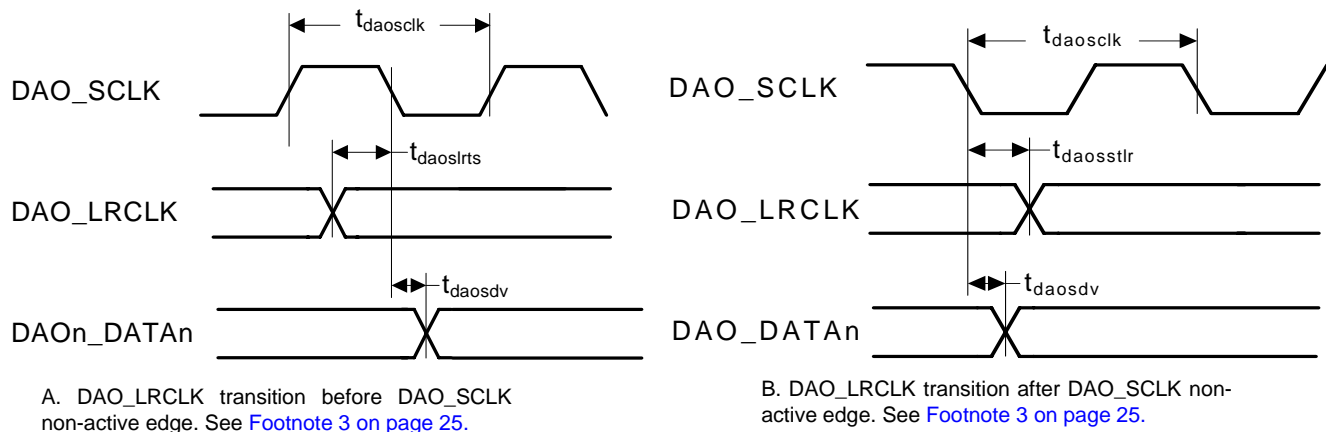 t_daosclk
DAO_SCLK
t_daoslrts
DAO_LRCLK
t_daosdv
DAOn_DATAn
A. DAO_LRCLK transition before DAO_SCLK
non-active edge. See Footnote 3 on page 25.
t_daosclk
DAO_SCLK
t_daosstlr
DAO_LRCLK
t_daosdv
DAO_DATAn
B. DAO_LRCLK transition after DAO_SCLK non-
active edge. See Footnote 3 on page 25.